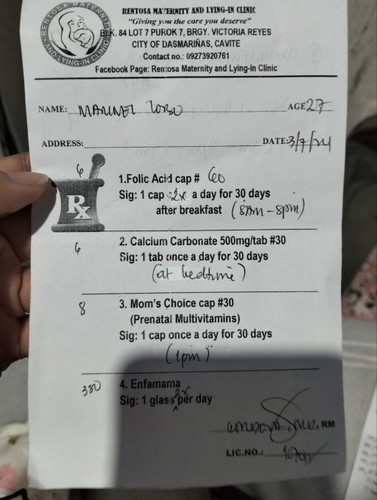 RENTOSA MATERNITY AND LYING-IN CLINIC
"Giving you the care you deserve"
BLK. 84 LOT 7 PUROK 7, BRGY. VICTORIA REYES
CITY OF DASMARIÑAS, CAVITE
Contact no.: 09273920761
Facebook Page: Rentosa Maternity and Lying-In Clinic
NAME: AGE 27
ADDRESS: DATE: 3/7/24
6
Rx
1.Folic Acid cap # 60
Sig: 1 cap 2x a day for 30 days
after breakfast (8am - 8pm)
6
2. Calcium Carbonate 500mg/tab #30
Sig: 1 tab once a day for 30 days
(at bedtime)
8
3. Mom's Choice cap #30
(Prenatal Multivitamins)
Sig: 1 cap once a day for 30 days
(1pm)
380
4. Enfamama
Sig: 1 glass 2x per day
RM
LIC.NO.: